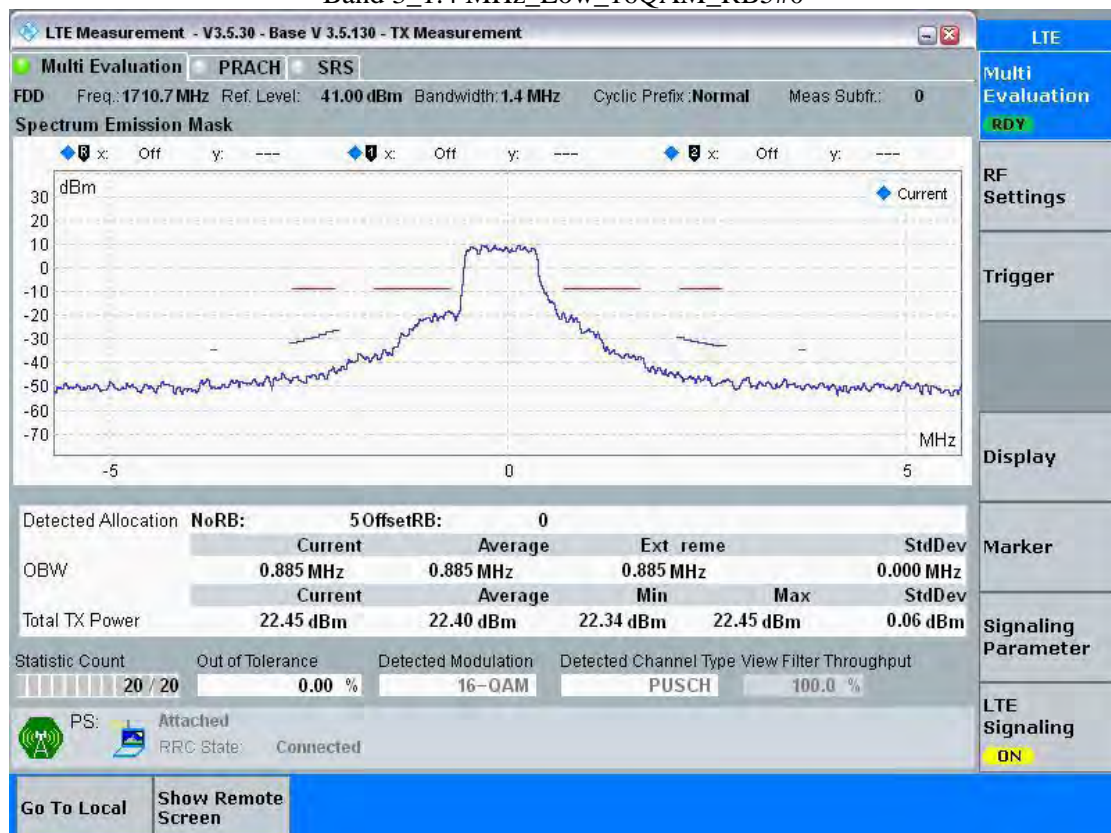 LTE Measurement - V3.5.30 - Base V 3.5.130 - TX Measurement
LTE
Multi Evaluation PRACH SRS
Multi
Evaluation
RDY
FDD Freq.: 1710.7 MHz Ref. Level: 41.00 dBm Bandwidth: 1.4 MHz Cyclic Prefix : Normal Meas Subfr.: 0
Spectrum Emission Mask
R x: Off y: --- 1 x: Off y: --- 2 x: Off y: ---
dBm
Current
30
20
10
0
-10
-20
-30
-40
-50
-60
-70
MHz
-5 0 5
RF
Settings
Trigger
Display
Detected Allocation NoRB: 5 OffsetRB: 0
Current Average Ext reme StdDev
OBW 0.885 MHz 0.885 MHz 0.885 MHz 0.000 MHz
Current Average Min Max StdDev
Total TX Power 22.45 dBm 22.40 dBm 22.34 dBm 22.45 dBm 0.06 dBm
Marker
Signaling
Parameter
Statistic Count Out of Tolerance Detected Modulation Detected Channel Type View Filter Throughput
20 / 20 0.00 % 16-QAM PUSCH 100.0 %
LTE
Signaling
ON
PS: Attached
RRC State: Connected
Go To Local
Show Remote
Screen